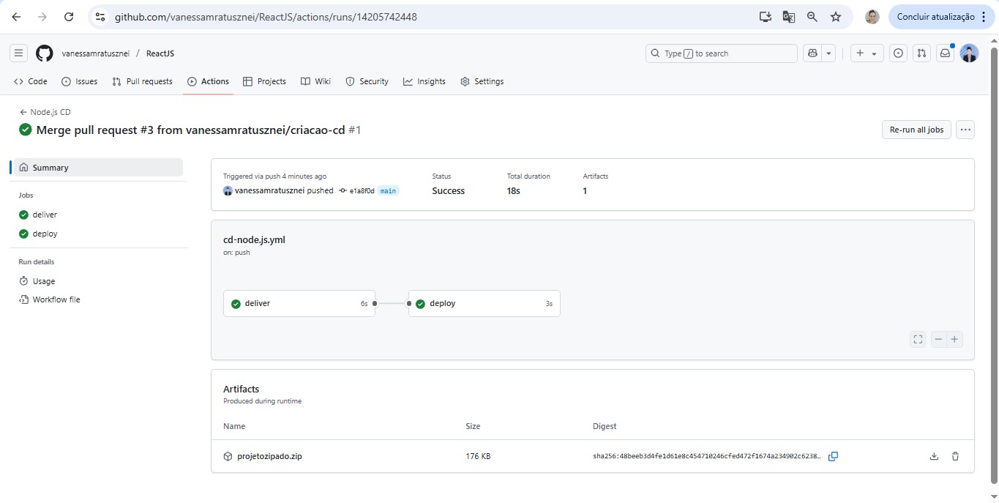 github.com/vanessamratusznei/ReactJS/actions/runs/14205742448
Concluir atualização
vanessamratusznei / ReactJS
Type / to search
Code Issues Pull requests Actions Projects Wiki Security Insights Settings
Node.js CD
Merge pull request #3 from vanessamratusznei/criacao-cd #1
Re-run all jobs
Summary
Jobs
deliver
deploy
Run details
Usage
Workflow file
Triggered via push 4 minutes ago
vanessamratusznei pushed e1a8f0d main
Status
Success
Total duration
18s
Artifacts
1
cd-node.js.yml
on: push
deliver 6s
deploy 3s
Artifacts
Produced during runtime
Name Size Digest
projetozipado.zip 176 KB sha256:48beeb3d4fe1d61e8c454710246cfed472f1674a234902c6238…